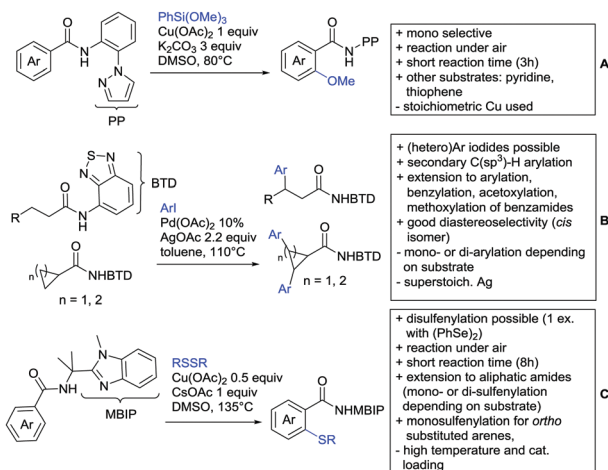 O
Ar
N
H
N
N
PP
PhSi(OMe)3
Cu(OAc)2 1 equiv
K2CO3 3 equiv
DMSO, 80°C
O
Ar
N
H
PP
OMe
+ mono selective
+ reaction under air
+ short reaction time (3h)
+ other substrates: pyridine,
thiophene
- stoichiometric Cu used
A
S
N
N
BTD
O
R
N
H
n
O
NHBTD
n = 1, 2
ArI
Pd(OAc)2 10%
AgOAc 2.2 equiv
toluene, 110°C
Ar
O
R
NHBTD
Ar
n
O
NHBTD
Ar
n = 1, 2
+ (hetero)Ar iodides possible
+ secondary C(sp3)-H arylation
+ extension to arylation,
benzylation, acetoxylation,
methoxylation of benzamides
+ good diastereoselectivity (cis
isomer)
- mono- or di-arylation depending
on substrate
- superstoich. Ag
B
N
N
O
NH
Ar
MBIP
RSSR
Cu(OAc)2 0.5 equiv
CsOAc 1 equiv
DMSO, 135°C
O
Ar
NHMBIP
SR
+ disulfenylation possible (1 ex.
with (PhSe)2)
+ reaction under air
+ short reaction time (8h)
+ extension to aliphatic amides
(mono- or di-sulfenylation
depending on substrate)
+ monosulfenylation for ortho
substituted arenes,
- high temperature and cat.
loading
C